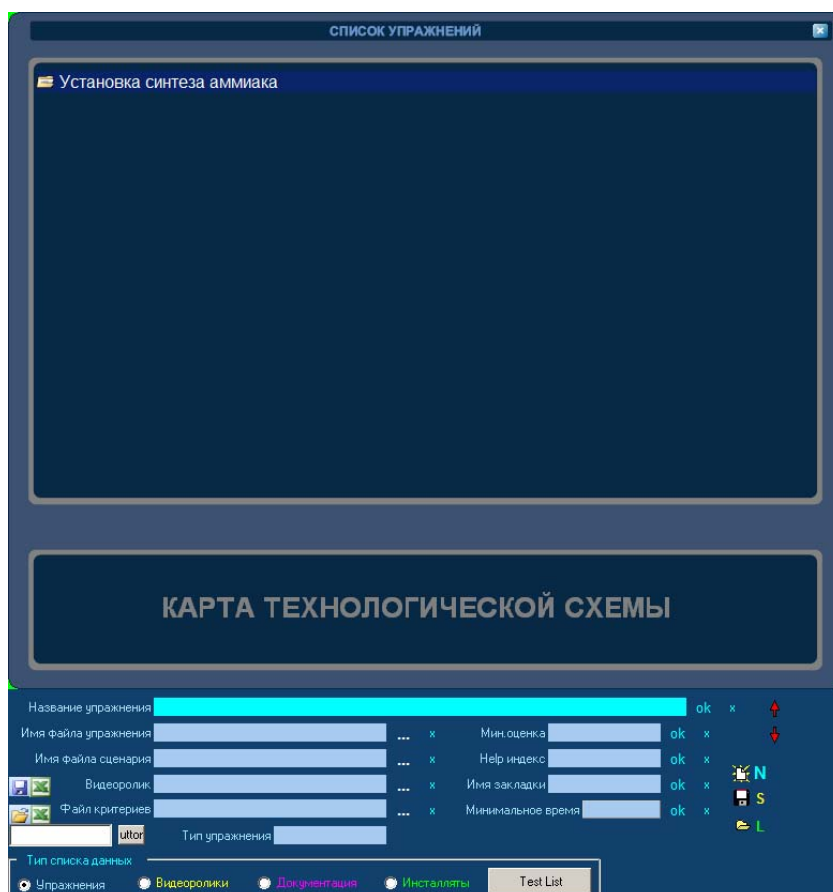 СПИСОК УПРАЖНЕНИЙ
Установка синтеза аммиака
КАРТА ТЕХНОЛОГИЧЕСКОЙ СХЕМЫ
Название упражнения ok x
Имя файла упражнения ... x Мин.оценка ok x
Имя файла сценария ... x Help индекс ok x
Видеоролик ... x Имя закладки ok x N
Файл критериев ... x Минимальное время ok x S
uttor Тип упражнения L
Тип списка данных
Упражнения Видеоролики Документация Инсталляты Test List